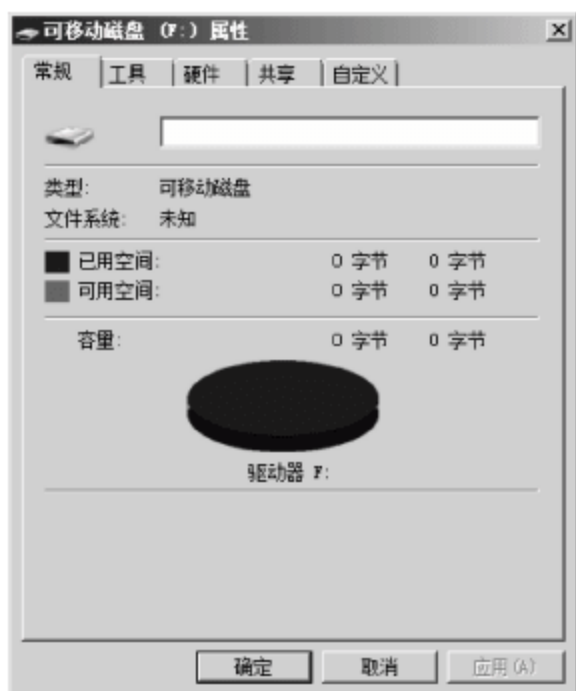 可移动磁盘 (F:) 属性
常规 工具 硬件 共享 自定义
类型: 可移动磁盘
文件系统: 未知
已用空间: 0 字节 0 字节
可用空间: 0 字节 0 字节
容量: 0 字节 0 字节
驱动器 F:
确定 取消 应用(A)